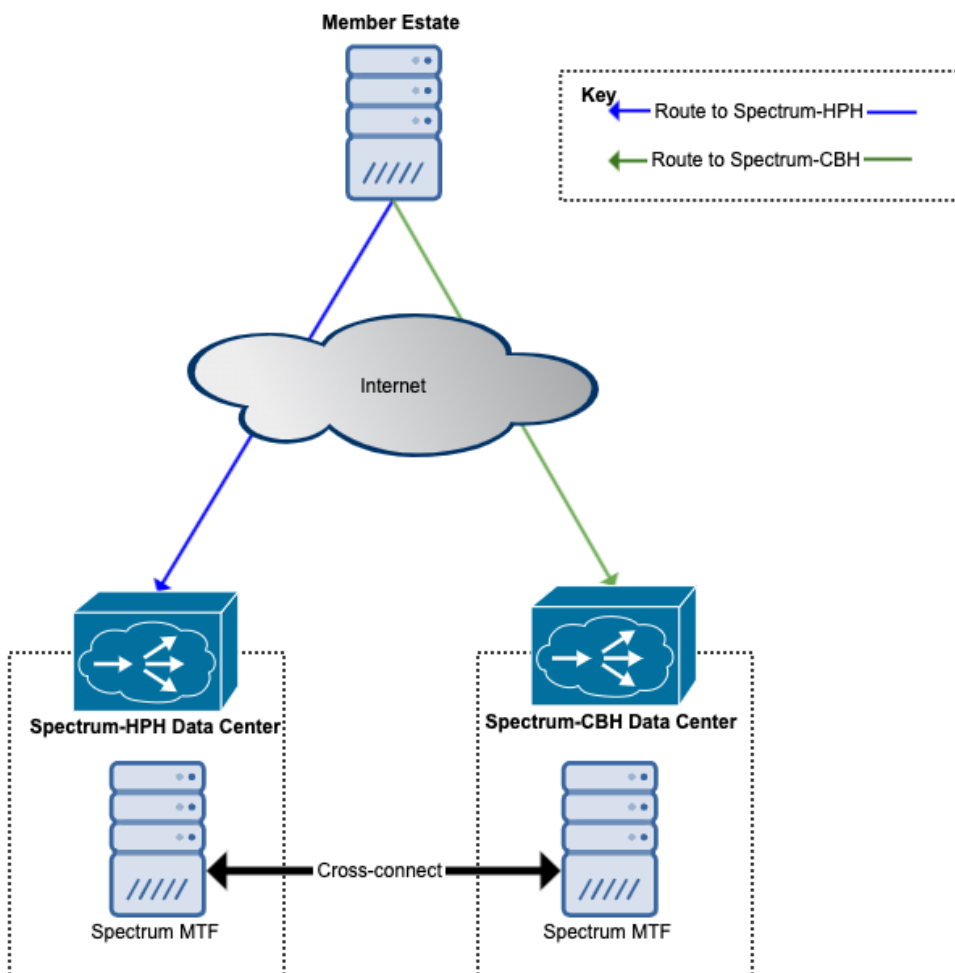 Member Estate
Key
Route to Spectrum-HPH
Route to Spectrum-CBH
Internet
Spectrum-HPH Data Center
Spectrum-CBH Data Center
Cross-connect
Spectrum MTF
Spectrum MTF